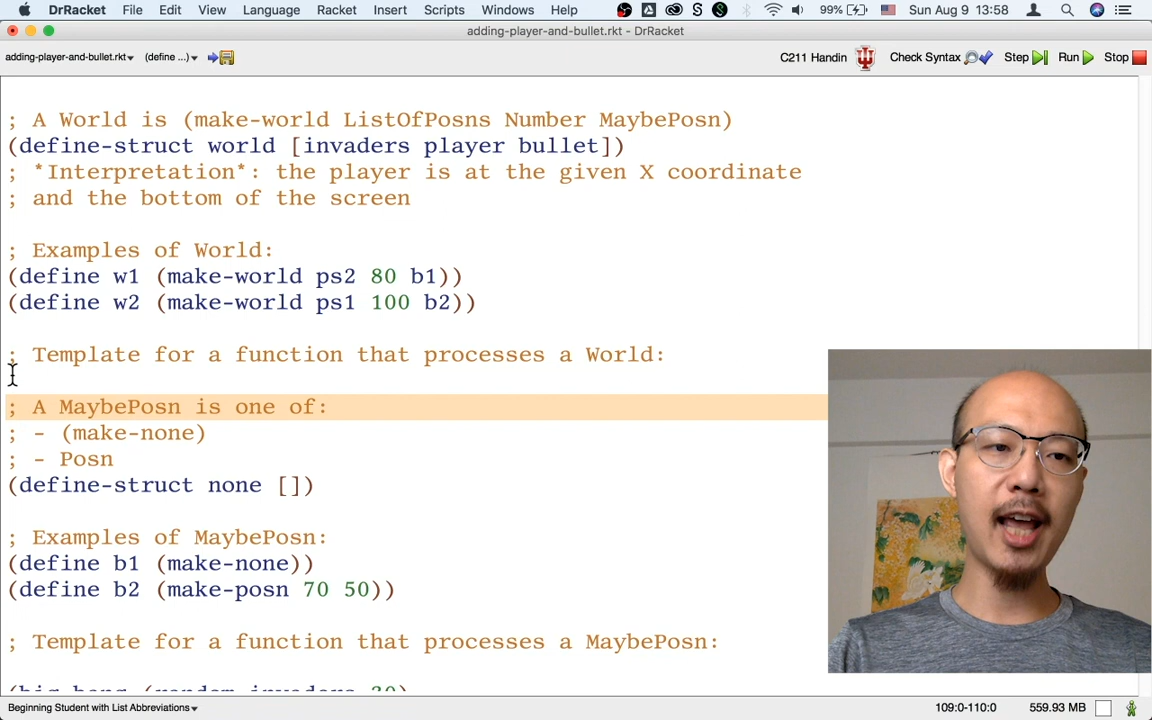 DrRacket File Edit View Language Racket Insert Scripts Windows Help 99% Sun Aug 9 13:58
adding-player-and-bullet.rkt - DrRacket
adding-player-and-bullet.rkt (define ...) C211 Handin Check Syntax Step Run Stop
; A World is (make-world ListOfPosns Number MaybePosn)
(define-struct world [invaders player bullet])
; *Interpretation*: the player is at the given X coordinate
; and the bottom of the screen
; Examples of World:
(define w1 (make-world ps2 80 b1))
(define w2 (make-world ps1 100 b2))
; Template for a function that processes a World:
; A MaybePosn is one of:
; - (make-none)
; - Posn
(define-struct none [])
; Examples of MaybePosn:
(define b1 (make-none))
(define b2 (make-posn 70 50))
; Template for a function that processes a MaybePosn:
(big-bang (random-invaders 30)
Beginning Student with List Abbreviations 109:0-110:0 559.93 MB